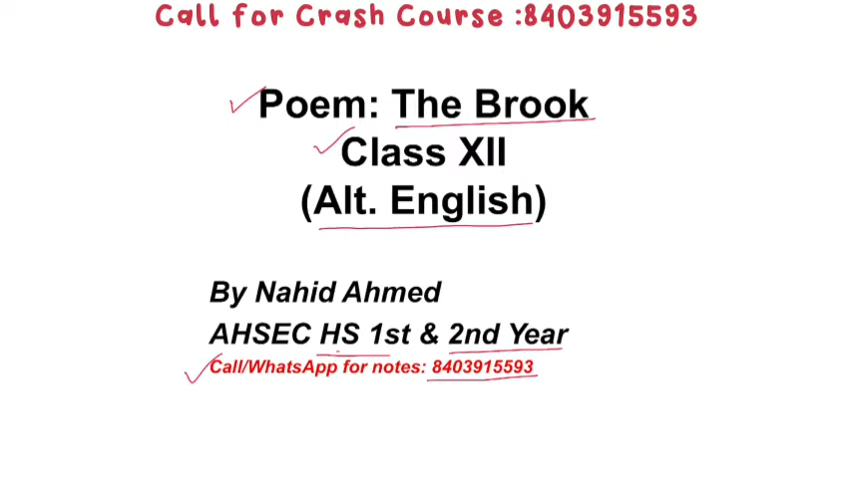 Call for Crash Course :8403915593
Poem: The Brook
Class XII
(Alt. English)
By Nahid Ahmed
AHSEC HS 1st & 2nd Year
Call/WhatsApp for notes: 8403915593